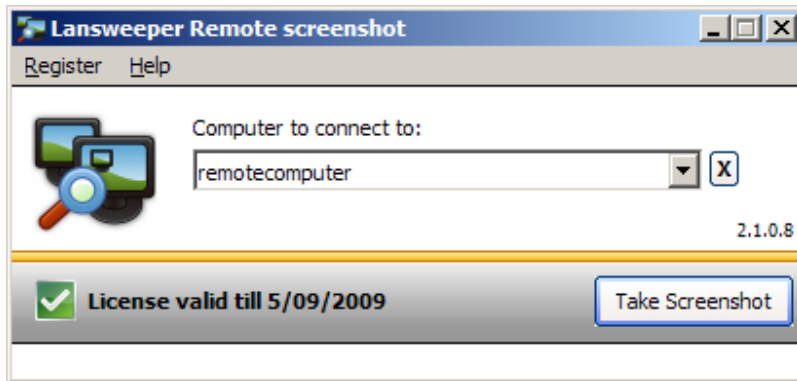 Lansweeper Remote screenshot
Register Help
Computer to connect to:
remotecomputer
X
2.1.0.8
License valid till 5/09/2009
Take Screenshot